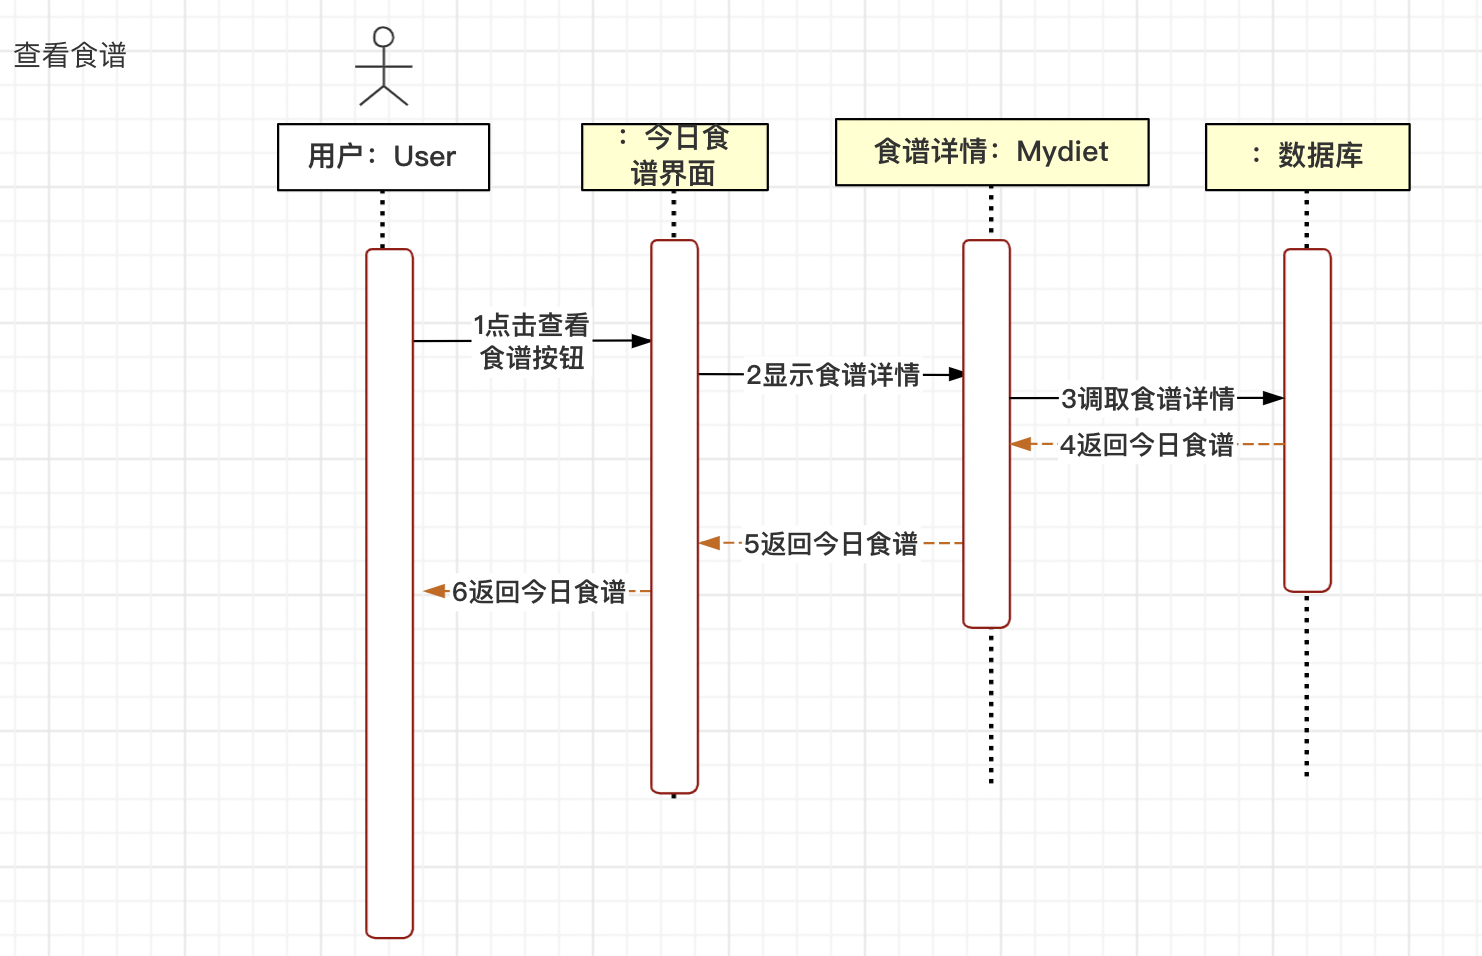 查看食谱
用户：User
：今日食
谱界面
食谱详情：Mydiet
：数据库
1点击查看
食谱按钮
2显示食谱详情
3调取食谱详情
4返回今日食谱
5返回今日食谱
6返回今日食谱